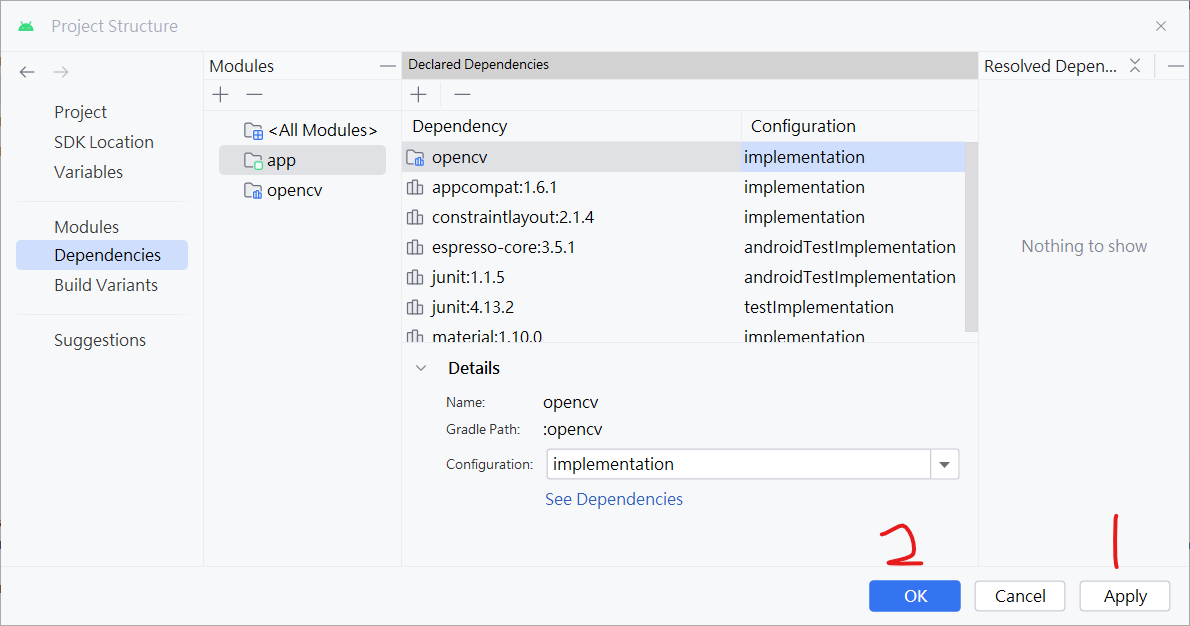 Project Structure
Modules
Declared Dependencies
Resolved Depen...
Project
SDK Location
Variables
Modules
Dependencies
Build Variants
Suggestions
<All Modules>
app
opencv
Dependency Configuration
opencv implementation
appcompat:1.6.1 implementation
constraintlayout:2.1.4 implementation
espresso-core:3.5.1 androidTestImplementation
junit:1.1.5 androidTestImplementation
junit:4.13.2 testImplementation
material:1.10.0 implementation
Details
Name: opencv
Gradle Path: :opencv
Configuration: implementation
See Dependencies
Nothing to show
2 1
OK Cancel Apply